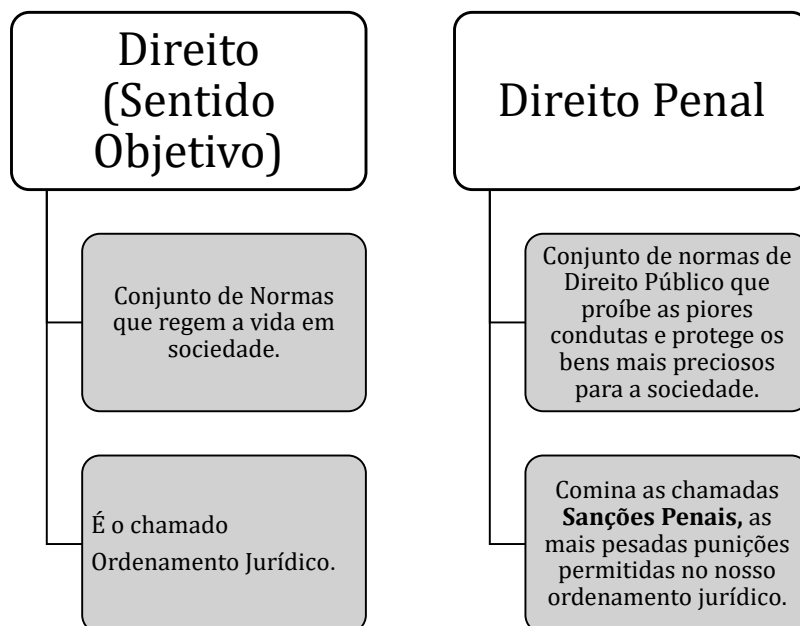 Direito
(Sentido
Objetivo)
Conjunto de Normas
que regem a vida em
sociedade.
É o chamado
Ordenamento Jurídico.
Direito Penal
Conjunto de normas de
Direito Público que
proíbe as piores
condutas e protege os
bens mais preciosos
para a sociedade.
Comina as chamadas
Sanções Penais, as
mais pesadas punições
permitidas no nosso
ordenamento jurídico.